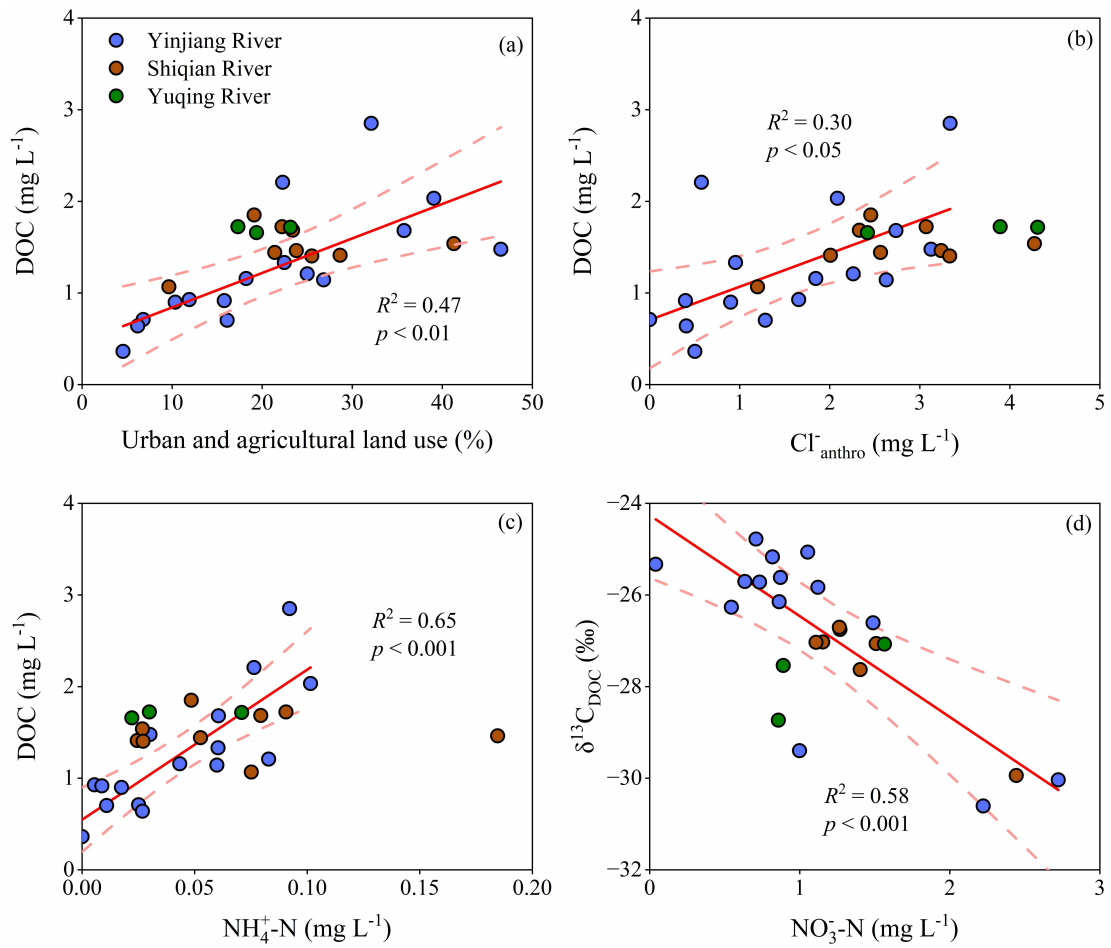 4
3
2
1
0
DOC (mg L⁻¹)
Yinjiang River
Shiqian River
Yuqing River
(a)
R² = 0.47
p < 0.01
0 10 20 30 40 50
Urban and agricultural land use (%)
4
3
2
1
0
DOC (mg L⁻¹)
(b)
R² = 0.30
p < 0.05
0 1 2 3 4 5
Cl⁻anthro (mg L⁻¹)
4
3
2
1
0
DOC (mg L⁻¹)
(c)
R² = 0.65
p < 0.001
0.00 0.05 0.10 0.15 0.20
NH₄⁺-N (mg L⁻¹)
−24
−26
−28
−30
−32
δ¹³C_DOC (‰)
(d)
R² = 0.58
p < 0.001
0 1 2 3
NO₃⁻-N (mg L⁻¹)